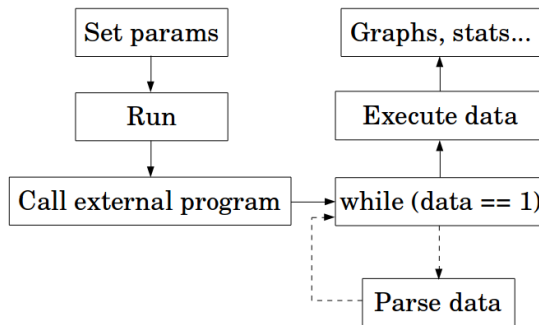 Set params
Run
Call external program
Graphs, stats...
Execute data
while (data == 1)
Parse data